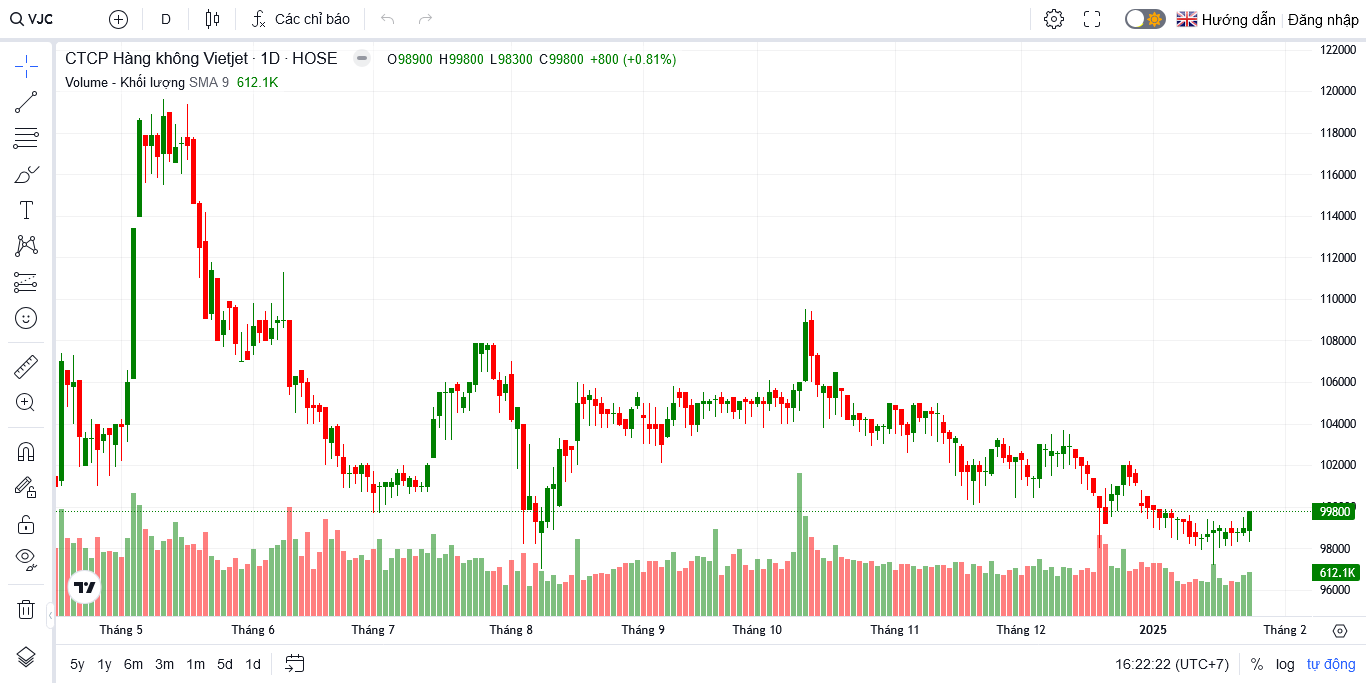 VJC D Các chỉ báo Hướng dẫn Đăng nhập
CTCP Hàng không Vietjet · 1D · HOSE O98900 H99800 L98300 C99800 +800 (+0.81%)
Volume - Khối lượng SMA 9 612.1K
122000
120000
118000
116000
114000
112000
110000
108000
106000
104000
102000
99800
98000
612.1K
96000
Tháng 5 Tháng 6 Tháng 7 Tháng 8 Tháng 9 Tháng 10 Tháng 11 Tháng 12 2025 Tháng 2
5y 1y 6m 3m 1m 5d 1d 16:22:22 (UTC+7) % log tự động